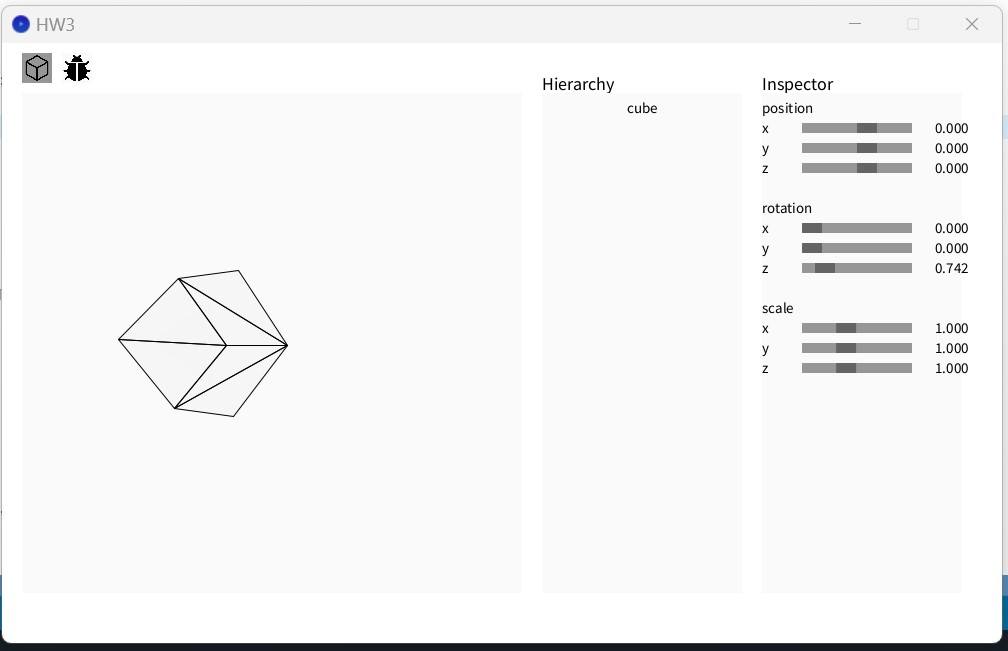 HW3
Hierarchy
cube
Inspector
position
x 0.000
y 0.000
z 0.000
rotation
x 0.000
y 0.000
z 0.742
scale
x 1.000
y 1.000
z 1.000